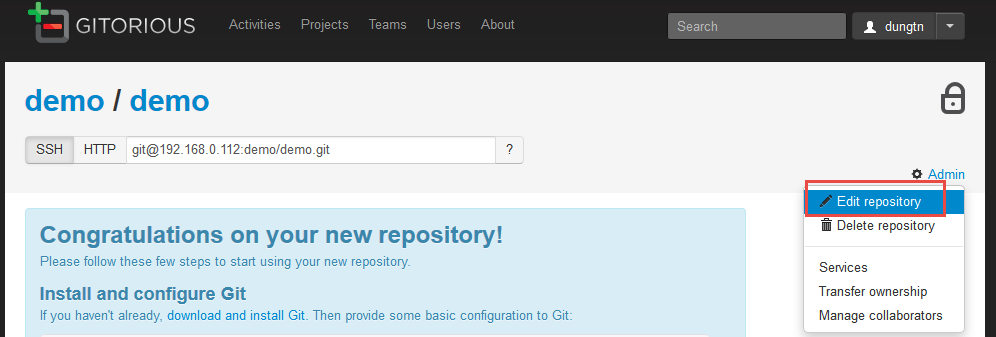 GITORIOUS Activities Projects Teams Users About Search dungtn
demo / demo
SSH HTTP git@192.168.0.112:demo/demo.git ?
Admin
Edit repository
Delete repository
Services
Transfer ownership
Manage collaborators
Congratulations on your new repository!
Please follow these few steps to start using your new repository.
Install and configure Git
If you haven't already, download and install Git. Then provide some basic configuration to Git: